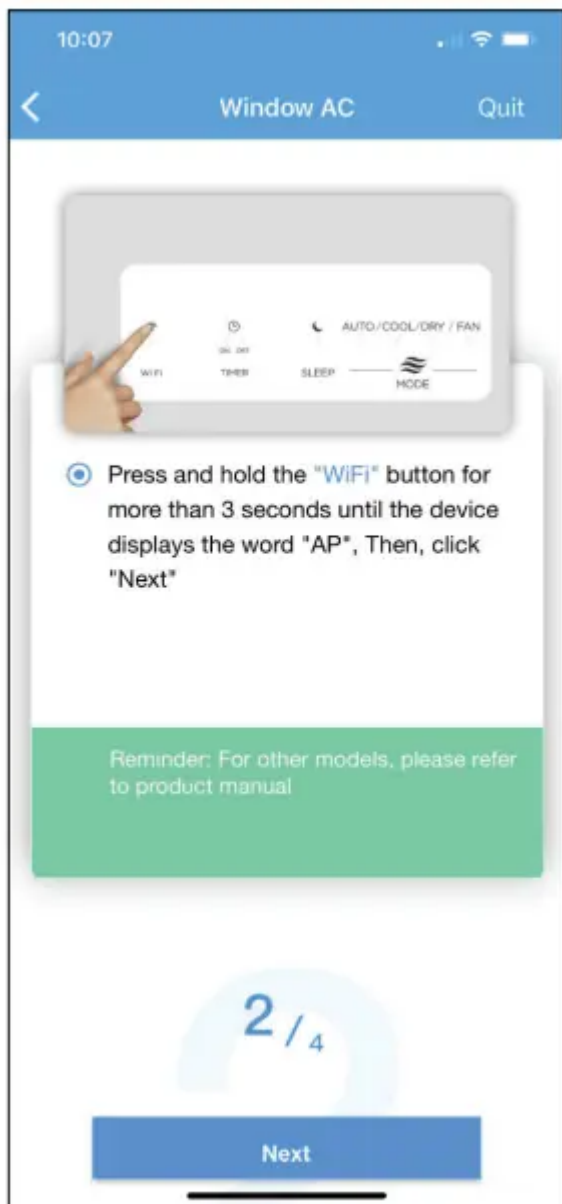 10:07
Window AC
Quit
AUTO/COOL/DRY / FAN
ON OFF
WiFi
TIMER
SLEEP
MODE
Press and hold the "WiFi" button for
more than 3 seconds until the device
displays the word "AP", Then, click
"Next"
Reminder: For other models, please refer
to product manual
2 / 4
Next